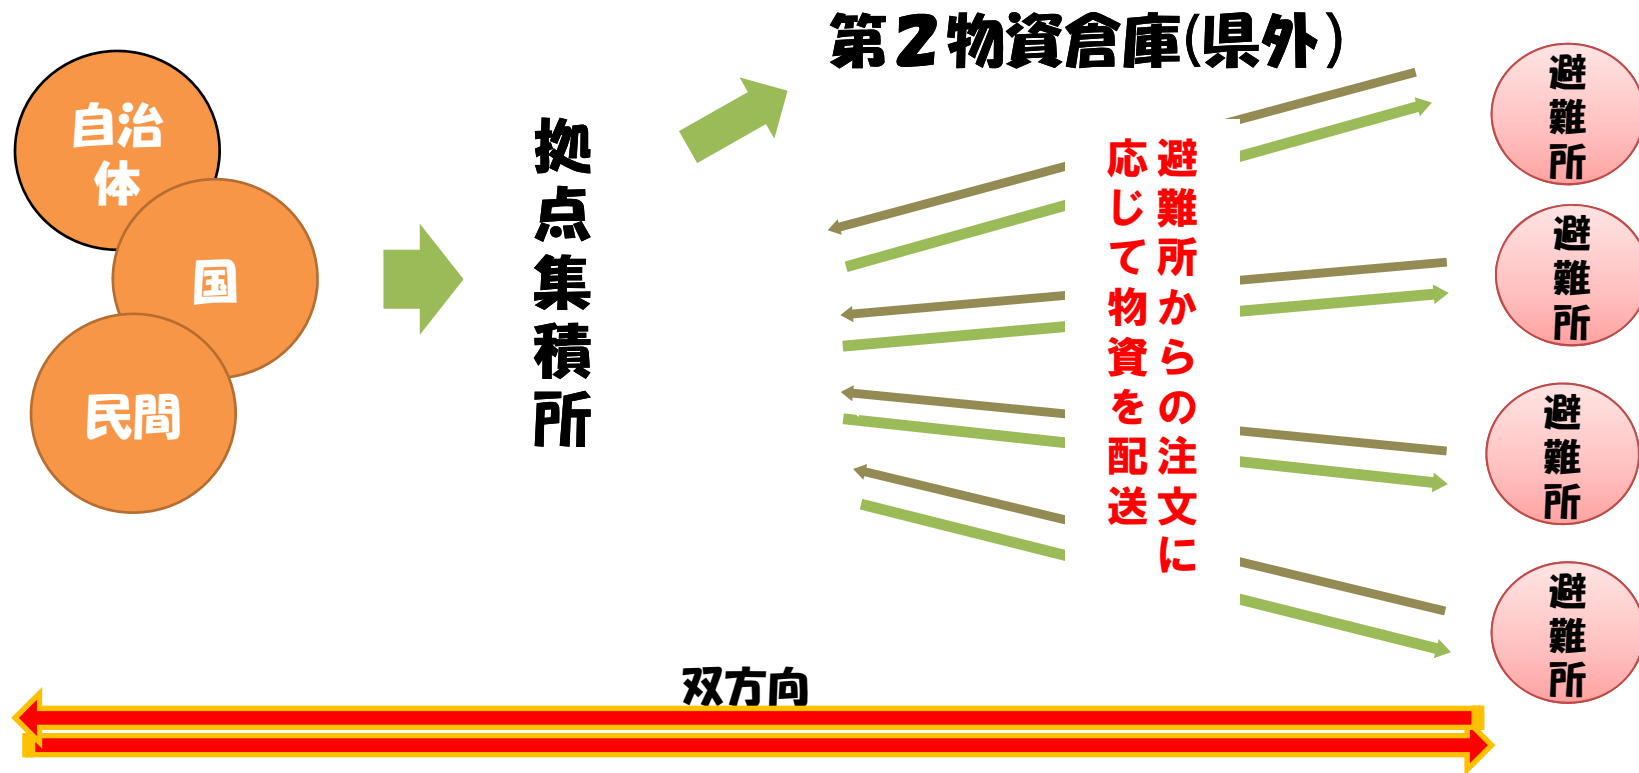 第2物資倉庫(県外)
自治
体
国
民間
拠点集積所
避難所からの注文に
応じて物資を配送
避難所
避難所
避難所
避難所
双方向